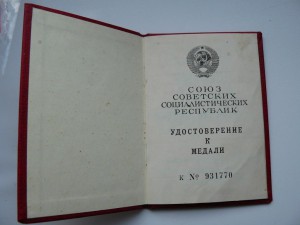 СОЮЗ
СОВЕТСКИХ
СОЦИАЛИСТИЧЕСКИХ
РЕСПУБЛИК
УДОСТОВЕРЕНИЕ
К
МЕДАЛИ
К № 931770